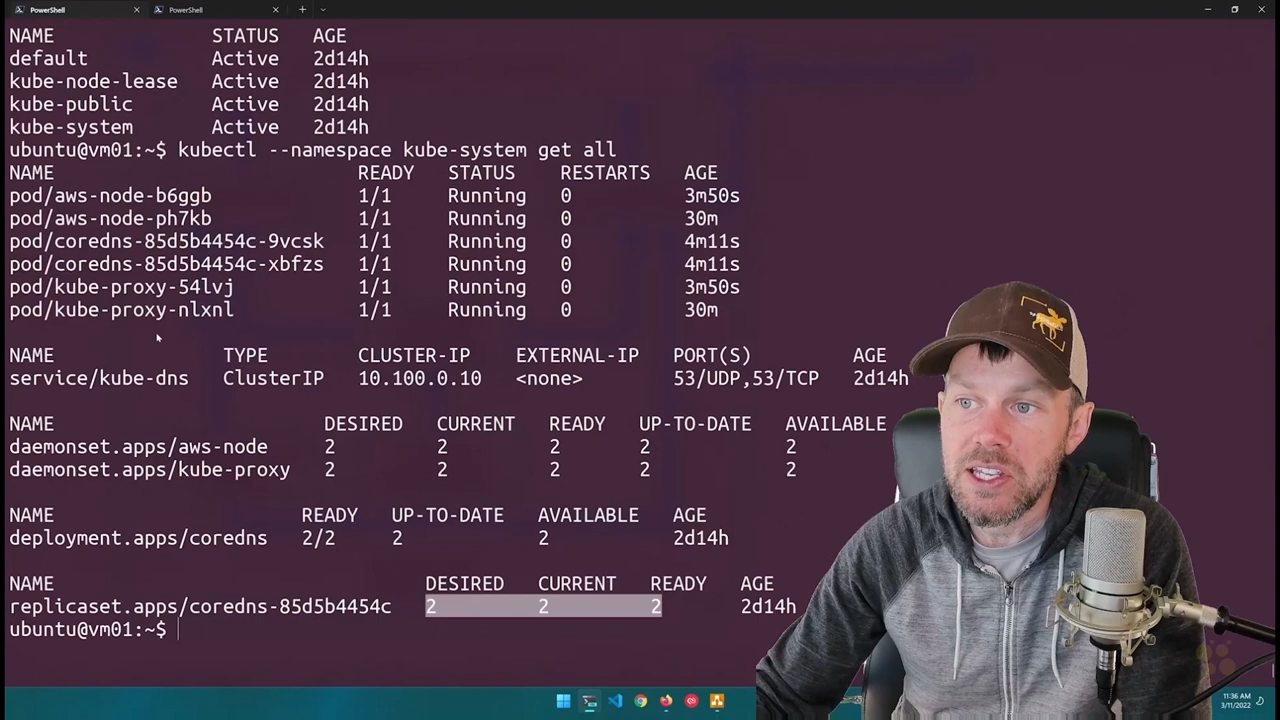 PowerShell PowerShell
NAME STATUS AGE
default Active 2d14h
kube-node-lease Active 2d14h
kube-public Active 2d14h
kube-system Active 2d14h
ubuntu@vm01:~$ kubectl --namespace kube-system get all
NAME READY STATUS RESTARTS AGE
pod/aws-node-b6ggb 1/1 Running 0 3m50s
pod/aws-node-ph7kb 1/1 Running 0 30m
pod/coredns-85d5b4454c-9vcsk 1/1 Running 0 4m11s
pod/coredns-85d5b4454c-xbfzs 1/1 Running 0 4m11s
pod/kube-proxy-54lvj 1/1 Running 0 3m50s
pod/kube-proxy-nlxnl 1/1 Running 0 30m
NAME TYPE CLUSTER-IP EXTERNAL-IP PORT(S) AGE
service/kube-dns ClusterIP 10.100.0.10 <none> 53/UDP,53/TCP 2d14h
NAME DESIRED CURRENT READY UP-TO-DATE AVAILABLE
daemonset.apps/aws-node 2 2 2 2 2
daemonset.apps/kube-proxy 2 2 2 2 2
NAME READY UP-TO-DATE AVAILABLE AGE
deployment.apps/coredns 2/2 2 2 2d14h
NAME DESIRED CURRENT READY AGE
replicaset.apps/coredns-85d5b4454c 2 2 2 2d14h
ubuntu@vm01:~$
11:36 AM
3/11/2022